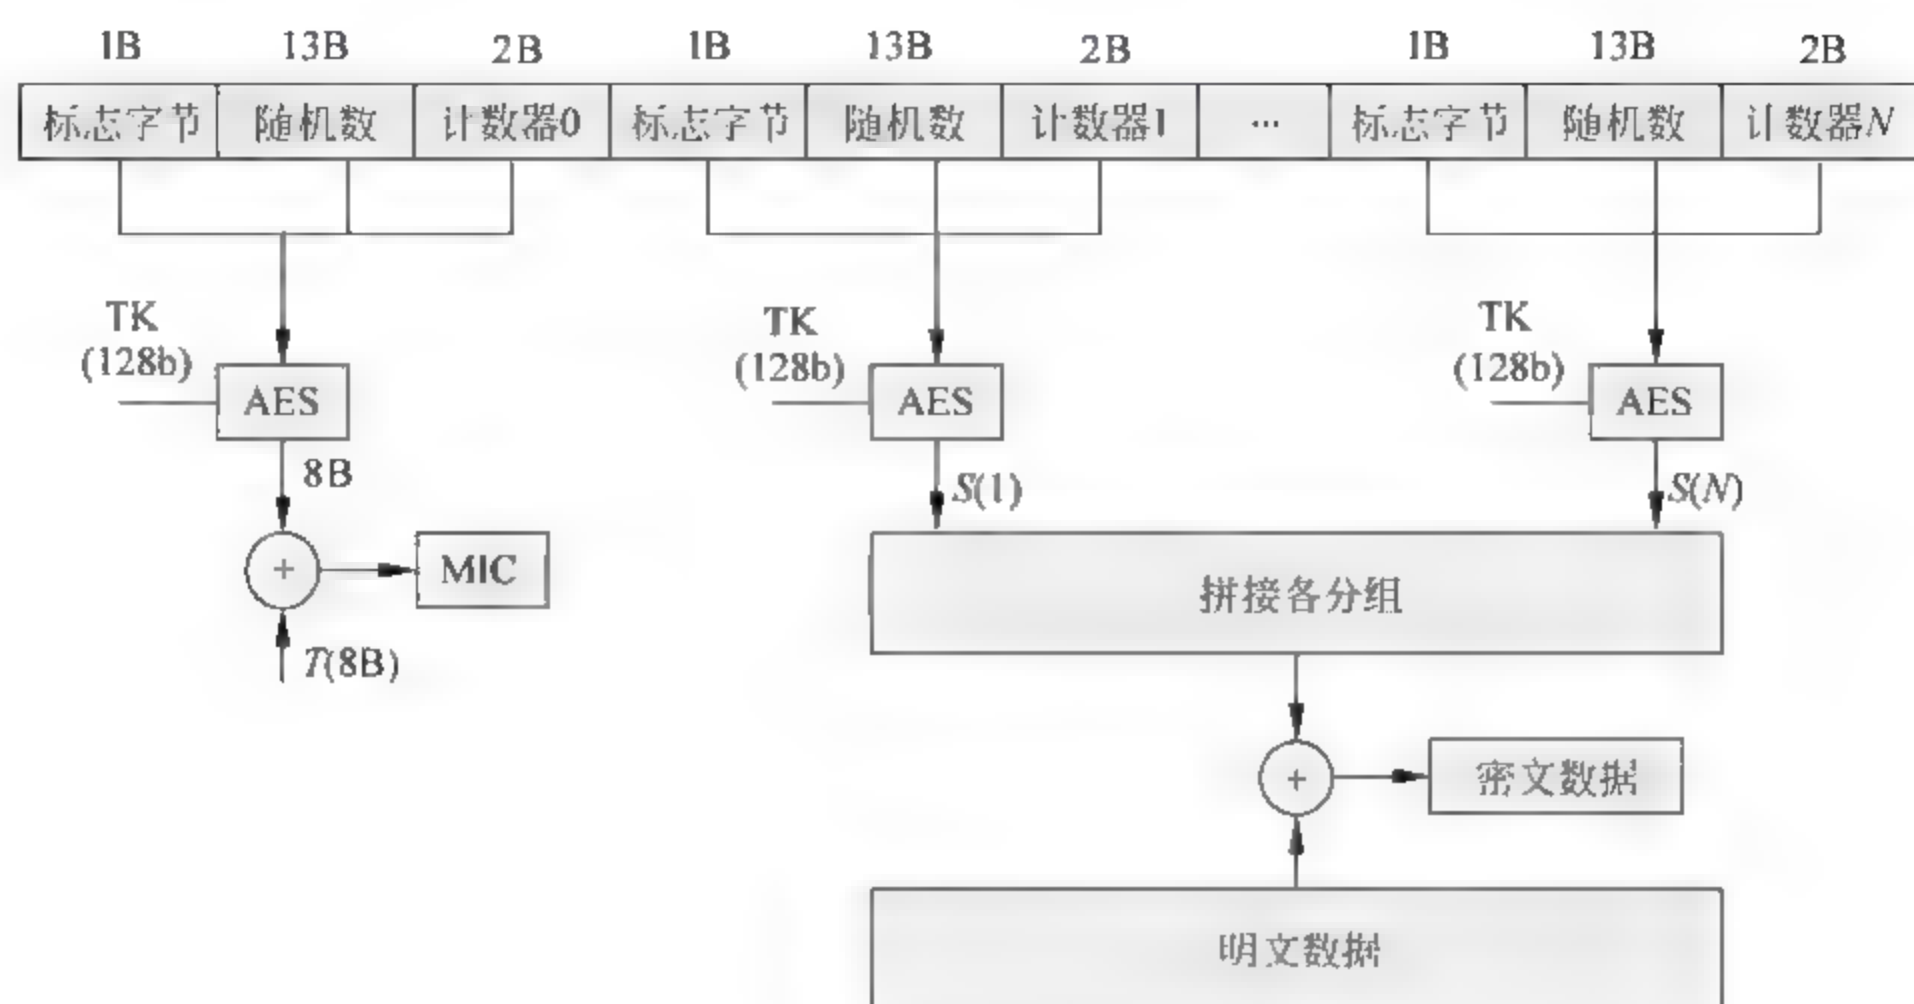 1B 13B 2B 1B 13B 2B 1B 13B 2B
标志字节 随机数 计数器0 标志字节 随机数 计数器1 … 标志字节 随机数 计数器N
TK TK TK
(128b) (128b) (128b)
AES AES AES
8B S(1) S(N)
+ MIC
拼接各分组
T(8B)
+ 密文数据
明文数据